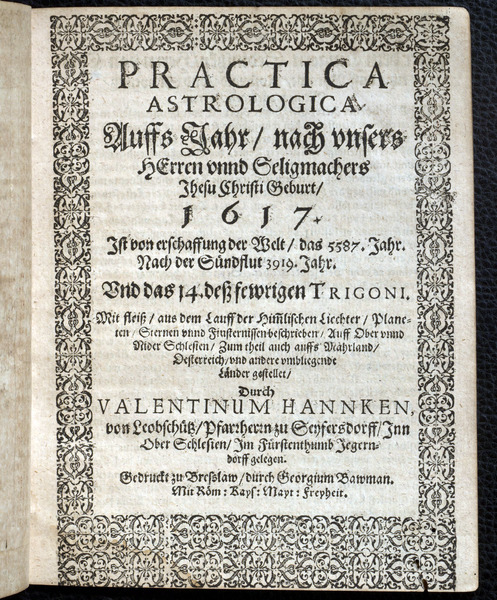 PRACTICA
ASTROLOGICA
Auffs Jahr / nach vnsers
HErren vnnd Seligmachers
Jhesu Christi Geburt /
1617.
Ist von erschaffung der Welt / das 5587. Jahr.
Nach der Sündflut 3919. Jahr.
Vnd das 14. deß fewrigen TRIGONI.
Mit fleiß / aus dem Lauff der Him̃lischen Liechter / Plane-
ten / Sternen vnnd Finsternissen beschrieben / Auff Ober vnnd
Nider Schlesien / Zum theil auch auffs Mährland /
Oesterreich / vnd andere vmbliegende
Länder gestellet /
Durch
VALENTINUM HANNKEN,
von Leobschütz / Pfarrherrn zu Seyfersdorff / Inn
Ober Schlesien / Im Fürstenthumb Jegern-
dorff gelegen.
Gedruckt zu Breßlaw / durch Georgium Bawman.
Mit Röm : Kays : Mayt : Freyheit.